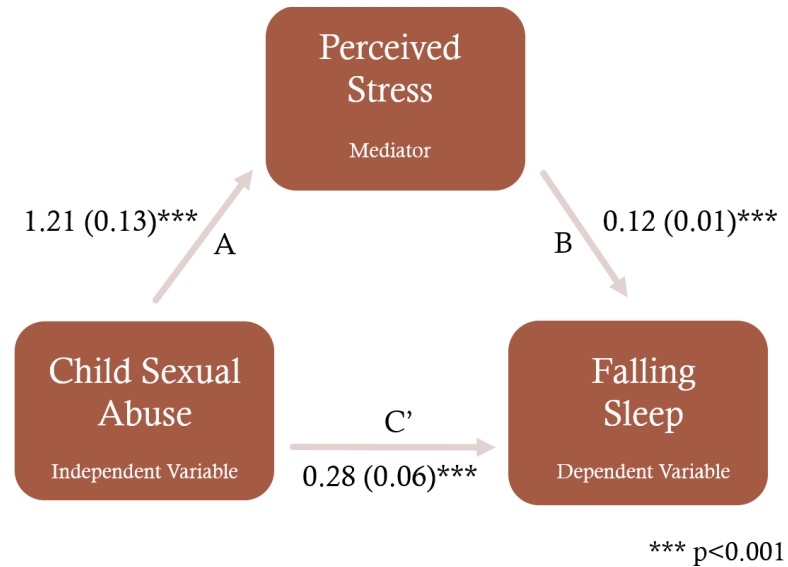 Perceived
Stress
Mediator
1.21 (0.13)***
A
B
0.12 (0.01)***
Child Sexual
Abuse
Independent Variable
C’
0.28 (0.06)***
Falling
Sleep
Dependent Variable
*** p<0.001